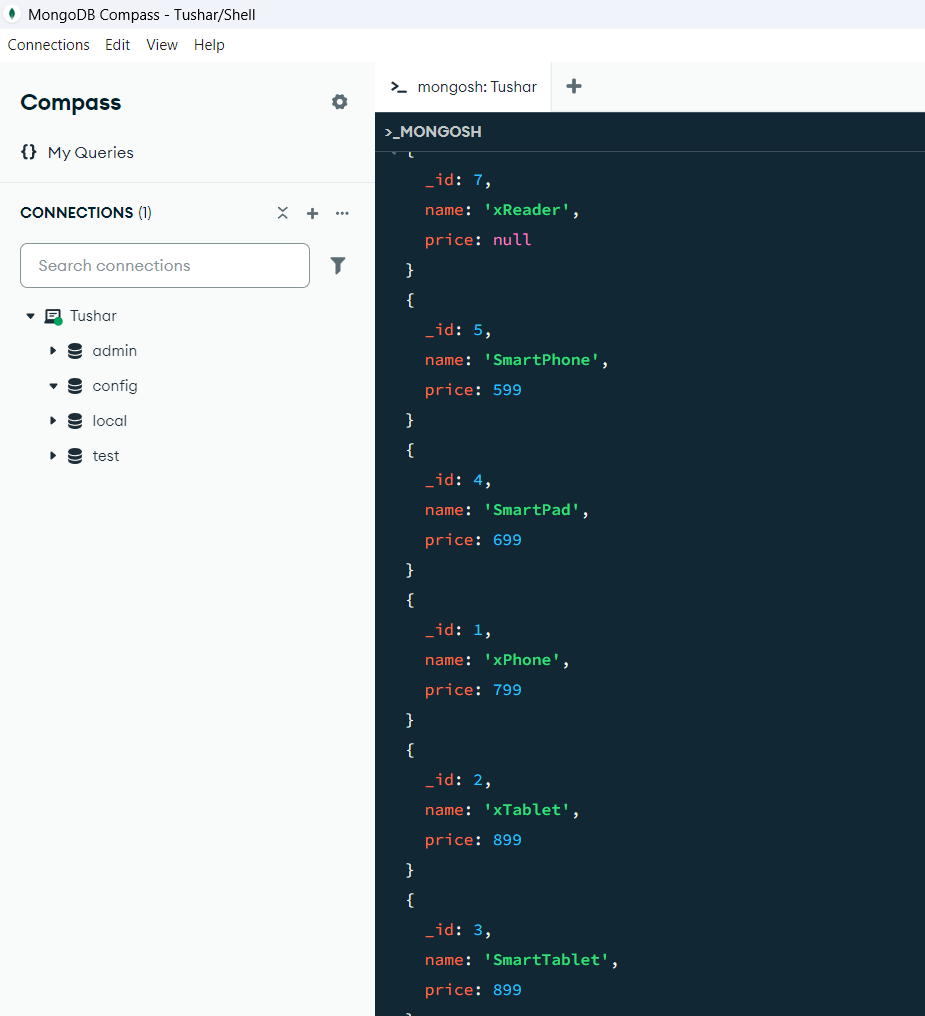 MongoDB Compass - Tushar/Shell
Connections Edit View Help
Compass
{} My Queries
CONNECTIONS (1)
Search connections
Tushar
admin
config
local
test
>_ mongosh: Tushar
>_MONGOSH
{
_id: 7,
name: 'xReader',
price: null
}
{
_id: 5,
name: 'SmartPhone',
price: 599
}
{
_id: 4,
name: 'SmartPad',
price: 699
}
{
_id: 1,
name: 'xPhone',
price: 799
}
{
_id: 2,
name: 'xTablet',
price: 899
}
{
_id: 3,
name: 'SmartTablet',
price: 899
}